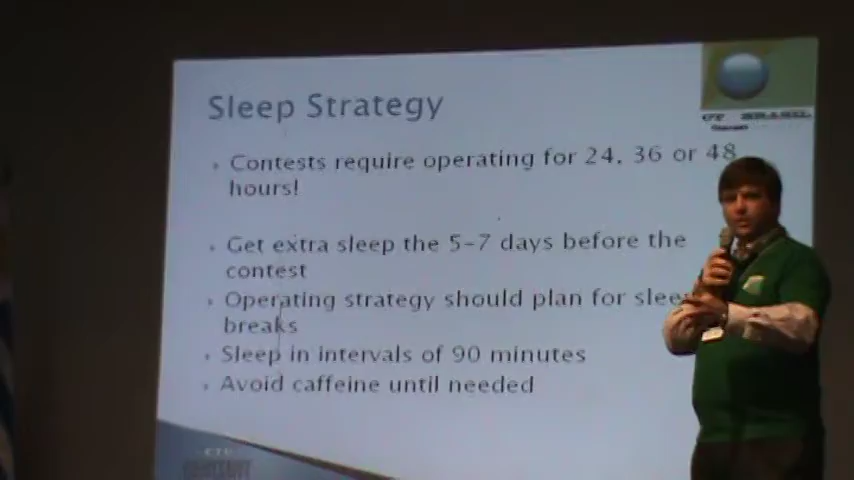 Sleep Strategy
Contests require operating for 24, 36 or 48
hours!
Get extra sleep the 5-7 days before the
contest
Operating strategy should plan for
breaks
Sleep in intervals of 90 minutes
Avoid caffeine until needed